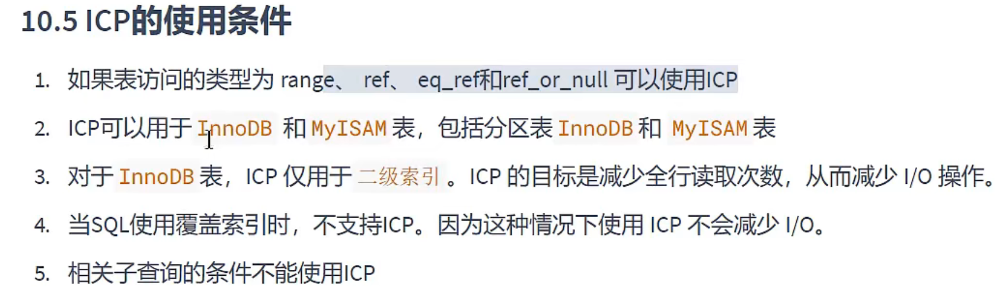 10.5 ICP的使用条件
1. 如果表访问的类型为 range、 ref、 eq_ref和ref_or_null 可以使用ICP
2. ICP可以用于 InnoDB 和 MyISAM 表，包括分区表 InnoDB 和 MyISAM 表
3. 对于 InnoDB 表，ICP 仅用于 二级索引 。ICP 的目标是减少全行读取次数，从而减少 I/O 操作。
4. 当SQL使用覆盖索引时，不支持ICP。因为这种情况下使用 ICP 不会减少 I/O。
5. 相关子查询的条件不能使用ICP